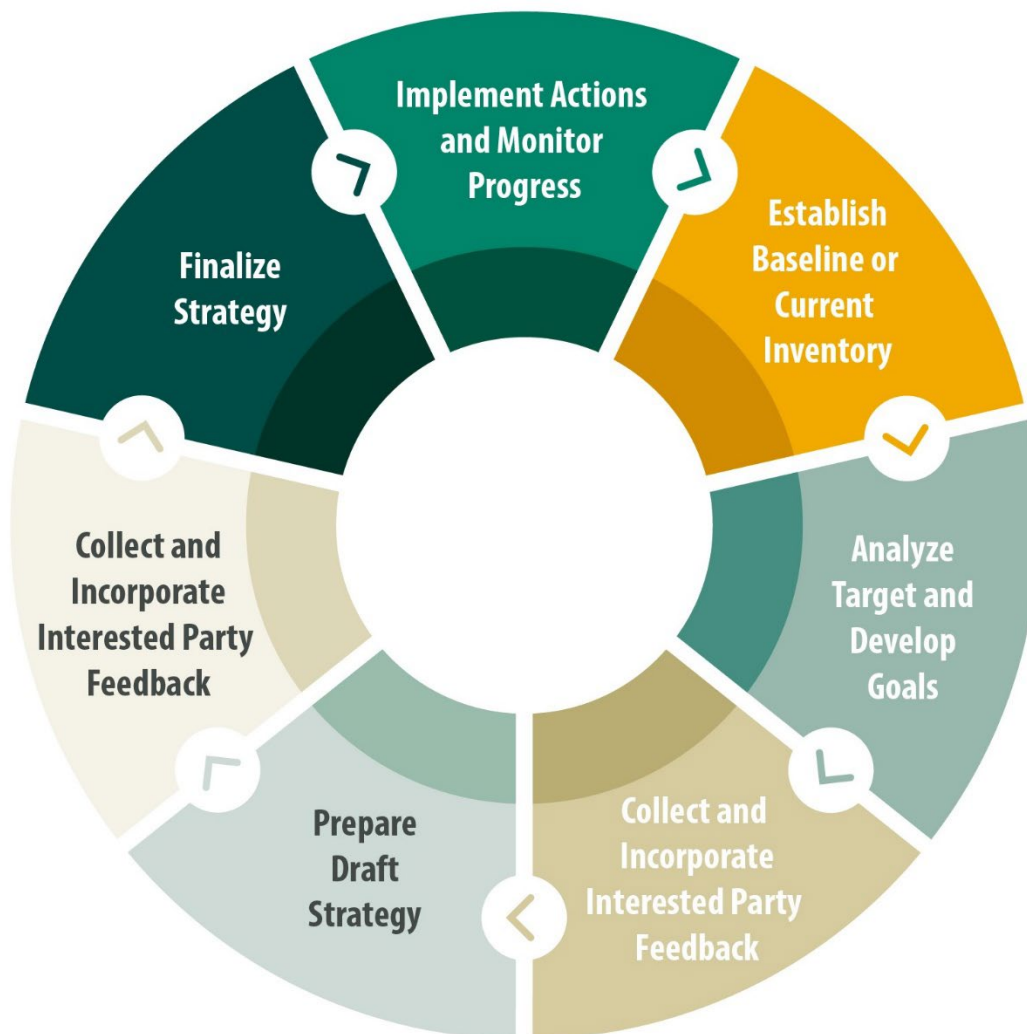 Implement Actions
and Monitor
Progress
Establish
Baseline or
Current
Inventory
Analyze
Target and
Develop
Goals
Collect and
Incorporate
Interested Party
Feedback
Prepare
Draft
Strategy
Collect and
Incorporate
Interested Party
Feedback
Finalize
Strategy